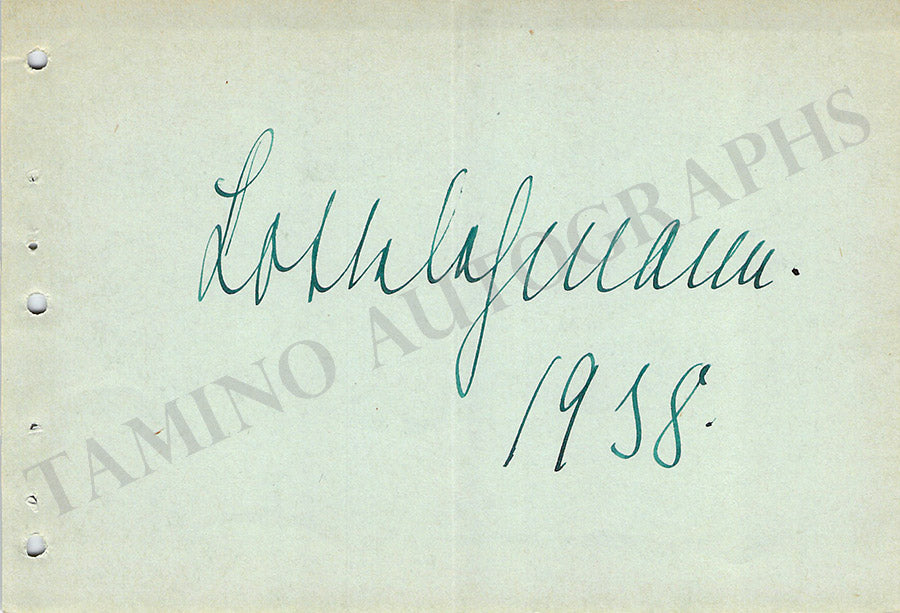 Lotte Lehmann.
1938.
TAMINO AUTOGRAPHS